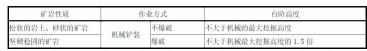 矿岩性质 作业方式 台阶高度
松软的岩土、砂状的矿岩 机械铲装 不爆破 不大于机械的最大挖掘高度
坚硬稳固的矿岩 爆破 不大于机械最大挖掘高度的 1.5 倍